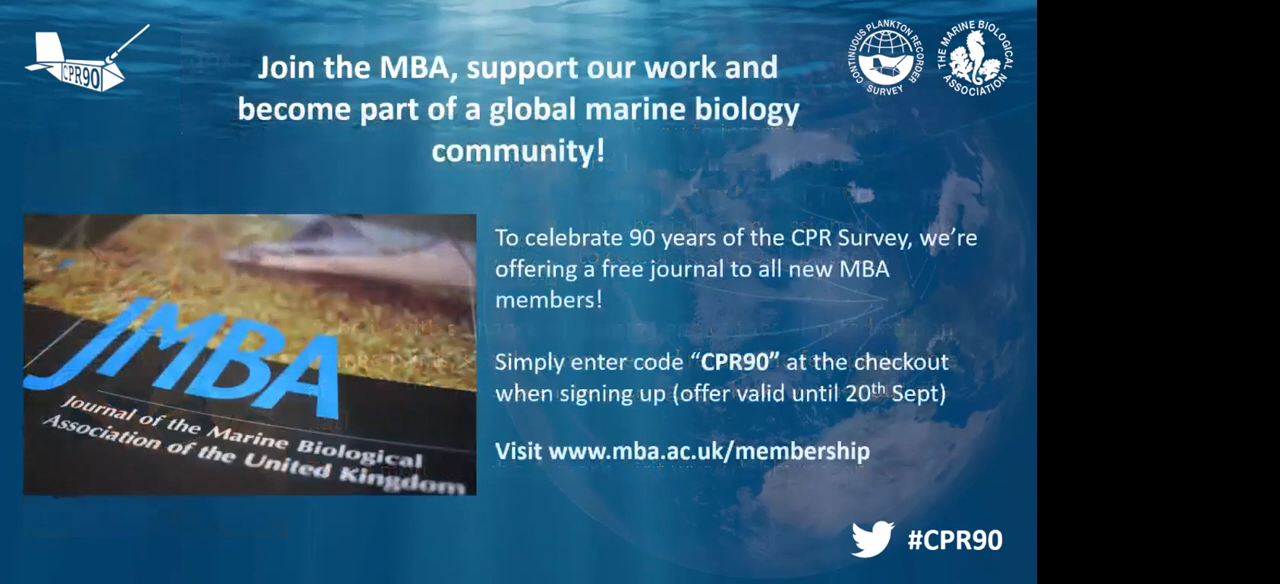 CPR90
CONTINUOUS PLANKTON RECORDER
SURVEY
THE MARINE BIOLOGICAL
ASSOCIATION
Join the MBA, support our work and
become part of a global marine biology
community!
JMBA
Journal of the Marine Biological
Association of the United Kingdom
To celebrate 90 years of the CPR Survey, we’re
offering a free journal to all new MBA
members!
Simply enter code “CPR90” at the checkout
when signing up (offer valid until 20th Sept)
Visit www.mba.ac.uk/membership
#CPR90